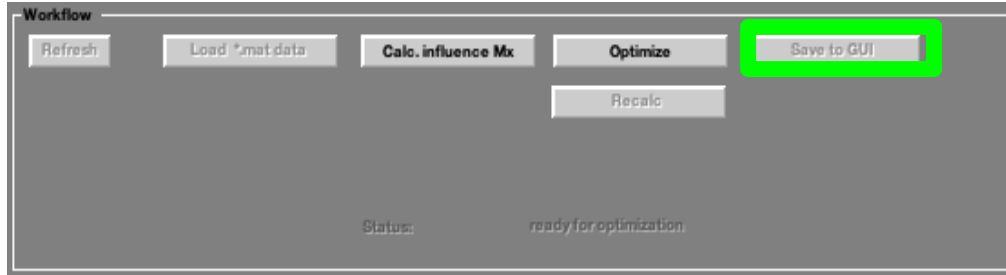 Workflow
Refresh Load *.mat data Calc. influence Mx Optimize Save to GUI
Recalc
Status: ready for optimization